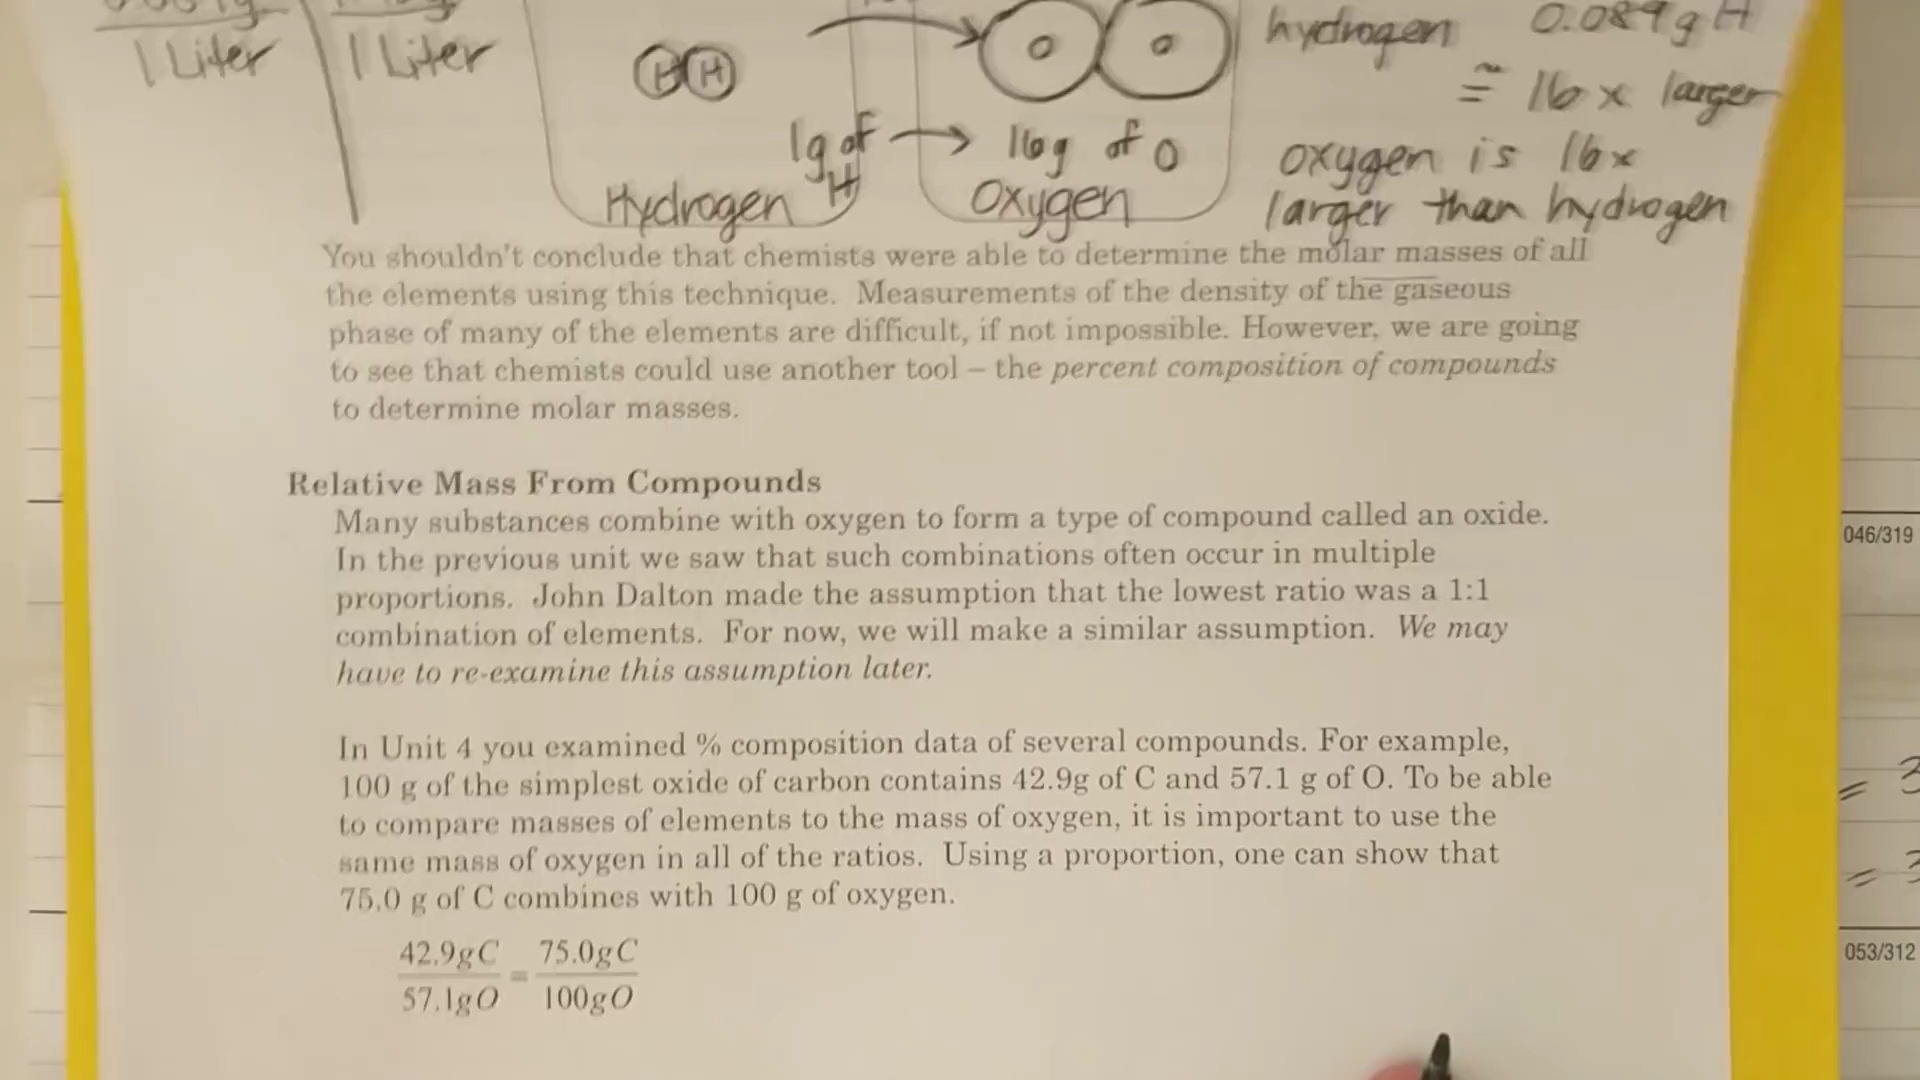 1 Liter 1 Liter
H H O O
hydrogen 0.089g H
≅ 16x larger
1g of H → 16g of O
oxygen is 16x
larger than hydrogen
Hydrogen Oxygen
You shouldn't conclude that chemists were able to determine the molar masses of all
the elements using this technique. Measurements of the density of the gaseous
phase of many of the elements are difficult, if not impossible. However, we are going
to see that chemists could use another tool – the percent composition of compounds
to determine molar masses.
Relative Mass From Compounds
Many substances combine with oxygen to form a type of compound called an oxide.
In the previous unit we saw that such combinations often occur in multiple
proportions. John Dalton made the assumption that the lowest ratio was a 1:1
combination of elements. For now, we will make a similar assumption. We may
have to re-examine this assumption later.
In Unit 4 you examined % composition data of several compounds. For example,
100 g of the simplest oxide of carbon contains 42.9g of C and 57.1 g of O. To be able
to compare masses of elements to the mass of oxygen, it is important to use the
same mass of oxygen in all of the ratios. Using a proportion, one can show that
75.0 g of C combines with 100 g of oxygen.
42.9gC = 75.0gC
57.1gO 100gO
046/319
= 3
=
053/312